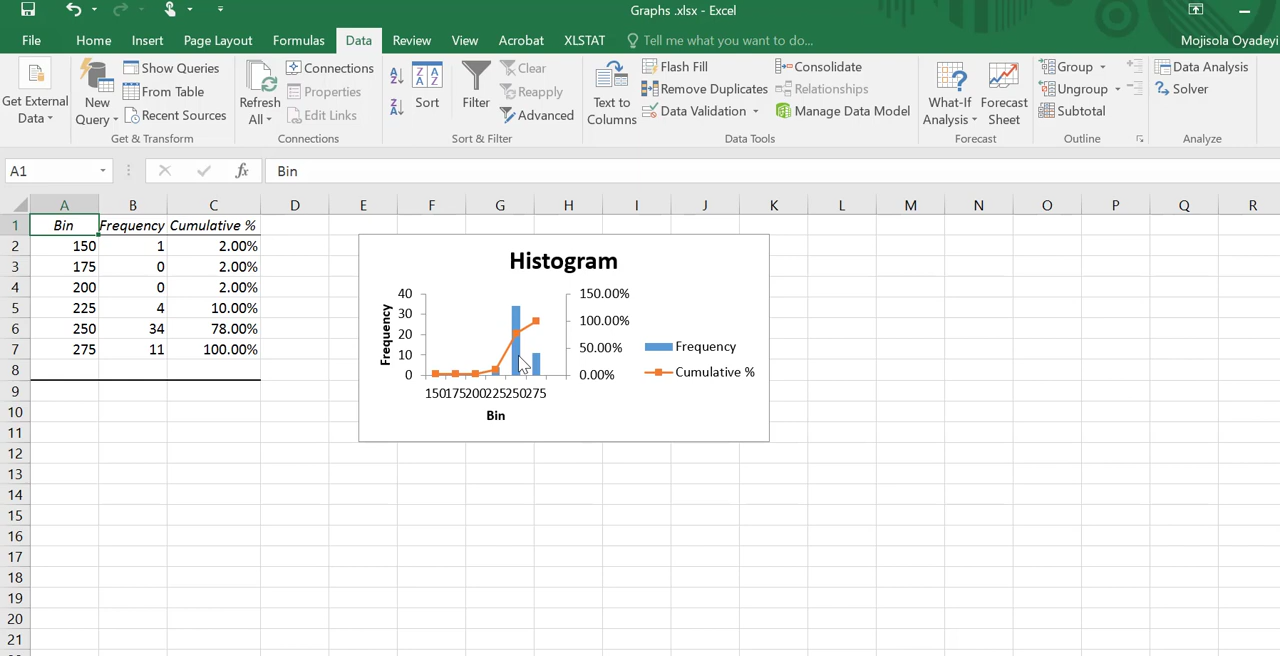 Graphs .xlsx - Excel
File Home Insert Page Layout Formulas Data Review View Acrobat XLSTAT Tell me what you want to do... Mojisola Oyadeyi
Get External Data
New Query
Show Queries
From Table
Recent Sources
Get & Transform
Refresh All
Connections
Properties
Edit Links
Connections
A Z
Z A
Z A A Z
Sort
Filter
Clear
Reapply
Advanced
Sort & Filter
Text to Columns
Flash Fill
Remove Duplicates
Data Validation
Consolidate
Relationships
Manage Data Model
Data Tools
What-If Analysis
Forecast Sheet
Forecast
Group
Ungroup
Subtotal
Outline
Data Analysis
Solver
Analyze
A1 fx Bin
A B C D E F G H I J K L M N O P Q R
1 Bin Frequency Cumulative %
2 150 1 2.00%
3 175 0 2.00%
4 200 0 2.00%
5 225 4 10.00%
6 250 34 78.00%
7 275 11 100.00%
8
9
10
11
12
13
14
15
16
17
18
19
20
21
Histogram
Frequency
40
30
20
10
0
150.00%
100.00%
50.00%
0.00%
150 175 200 225 250 275
Bin
Frequency
Cumulative %